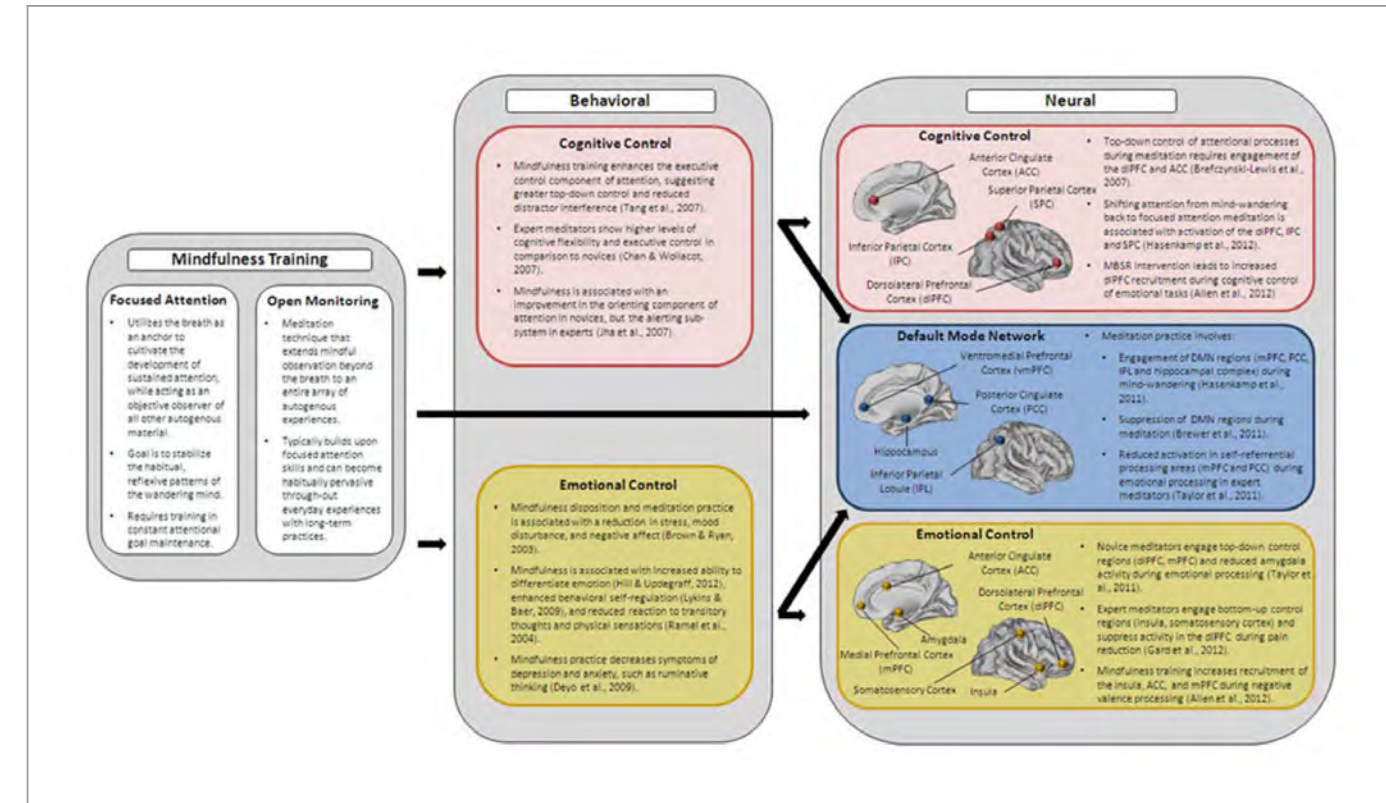 Mindfulness Training
Focused Attention
• Utilizes the breath as
an anchor to
cultivate the
development of
sustained attention,
while acting as an
objective observer of
all other autogenous
material.
• Goal is to stabilize
the habitual,
reflexive patterns of
the wandering mind.
• Requires training in
constant attentional
goal maintenance.
Open Monitoring
• Meditation
technique that
extends mindful
observation beyond
the breath to an
entire array of
autogenous
experiences.
• Typically builds upon
focused attention
skills and can become
habitually pervasive
through-out
everyday experiences
with long-term
practices.
Behavioral
Cognitive Control
• Mindfulness training enhances the executive
control component of attention, suggesting
greater top-down control and reduced
distractor interference (Tang et al., 2007).
• Expert meditators show higher levels of
cognitive flexibility and executive control in
comparison to novices (Chan & Wollacot,
2007).
• Mindfulness is associated with an
improvement in the orienting component of
attention in novices, but the alerting sub-
system in experts (Jha et al., 2007).
Emotional Control
• Mindfulness disposition and meditation practice
is associated with a reduction in stress, mood
disturbance, and negative affect (Brown & Ryan,
2003).
• Mindfulness is associated with increased ability to
differentiate emotion (Hill & Updegraff, 2012),
enhanced behavioral self-regulation (Lykins &
Baer, 2009), and reduced reaction to transitory
thoughts and physical sensations (Ramel et al.,
2004).
• Mindfulness practice decreases symptoms of
depression and anxiety, such as ruminative
thinking (Deyo et al., 2009).
Neural
Cognitive Control
Anterior Cingulate
Cortex (ACC)
Superior Parietal Cortex
(SPC)
Inferior Parietal Cortex
(IPC)
Dorsolateral Prefrontal
Cortex (dlPFC)
• Top-down control of attentional processes
during meditation requires engagement of
the dlPFC and ACC (Brefczynski-Lewis et al.,
2007).
• Shifting attention from mind-wandering
back to focused attention meditation is
associated with activation of the dlPFC, IPC
and SPC (Hasenkamp et al., 2012).
• MBSR intervention leads to increased
dlPFC recruitment during cognitive control
of emotional tasks (Allen et al., 2012)
Default Mode Network
Ventromedial Prefrontal
Cortex (vmPFC)
Posterior Cingulate
Cortex (PCC)
Hippocampus
Inferior Parietal
Lobule (IPL)
• Meditation practice involves:
• Engagement of DMN regions (mPFC, PCC,
IPL and hippocampal complex) during
mind-wandering (Hasenkamp et al.,
2011).
• Suppression of DMN regions during
meditation (Brewer et al., 2011).
• Reduced activation in self-referrential
processing areas (mPFC and PCC) during
emotional processing in expert
meditators (Taylor et al., 2011).
Emotional Control
Anterior Cingulate
Cortex (ACC)
Dorsolateral Prefrontal
Cortex (dlPFC)
Amygdala
Medial Prefrontal Cortex
(mPFC)
Somatosensory Cortex
Insula
• Novice meditators engage top-down control
regions (dlPFC, mPFC) and reduced amygdala
activity during emotional processing (Taylor et
al., 2011).
• Expert meditators engage bottom-up control
regions (insula, somatosensory cortex) and
suppress activity in the dlPFC during pain
reduction (Gard et al., 2012).
• Mindfulness training increases recruitment of
the insula, ACC, and mPFC during negative
valence processing (Allen et al., 2012).